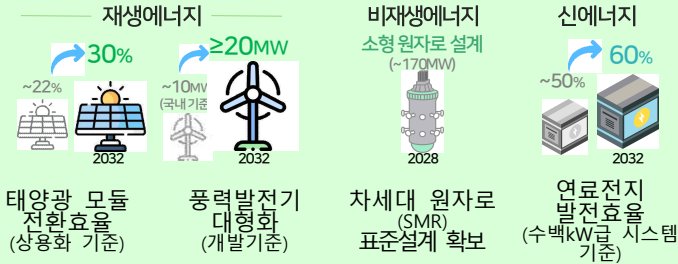 재생에너지
비재생에너지
신에너지
~22%
30%
2032
태양광 모듈
전환효율
(상용화 기준)
~10MW
(국내 기준)
≥20MW
2032
풍력발전기
대형화
(개발기준)
소형 원자로 설계
(~170MW)
2028
차세대 원자로
(SMR)
표준설계 확보
~50%
60%
2032
연료전지
발전효율
(수백kW급 시스템
기준)